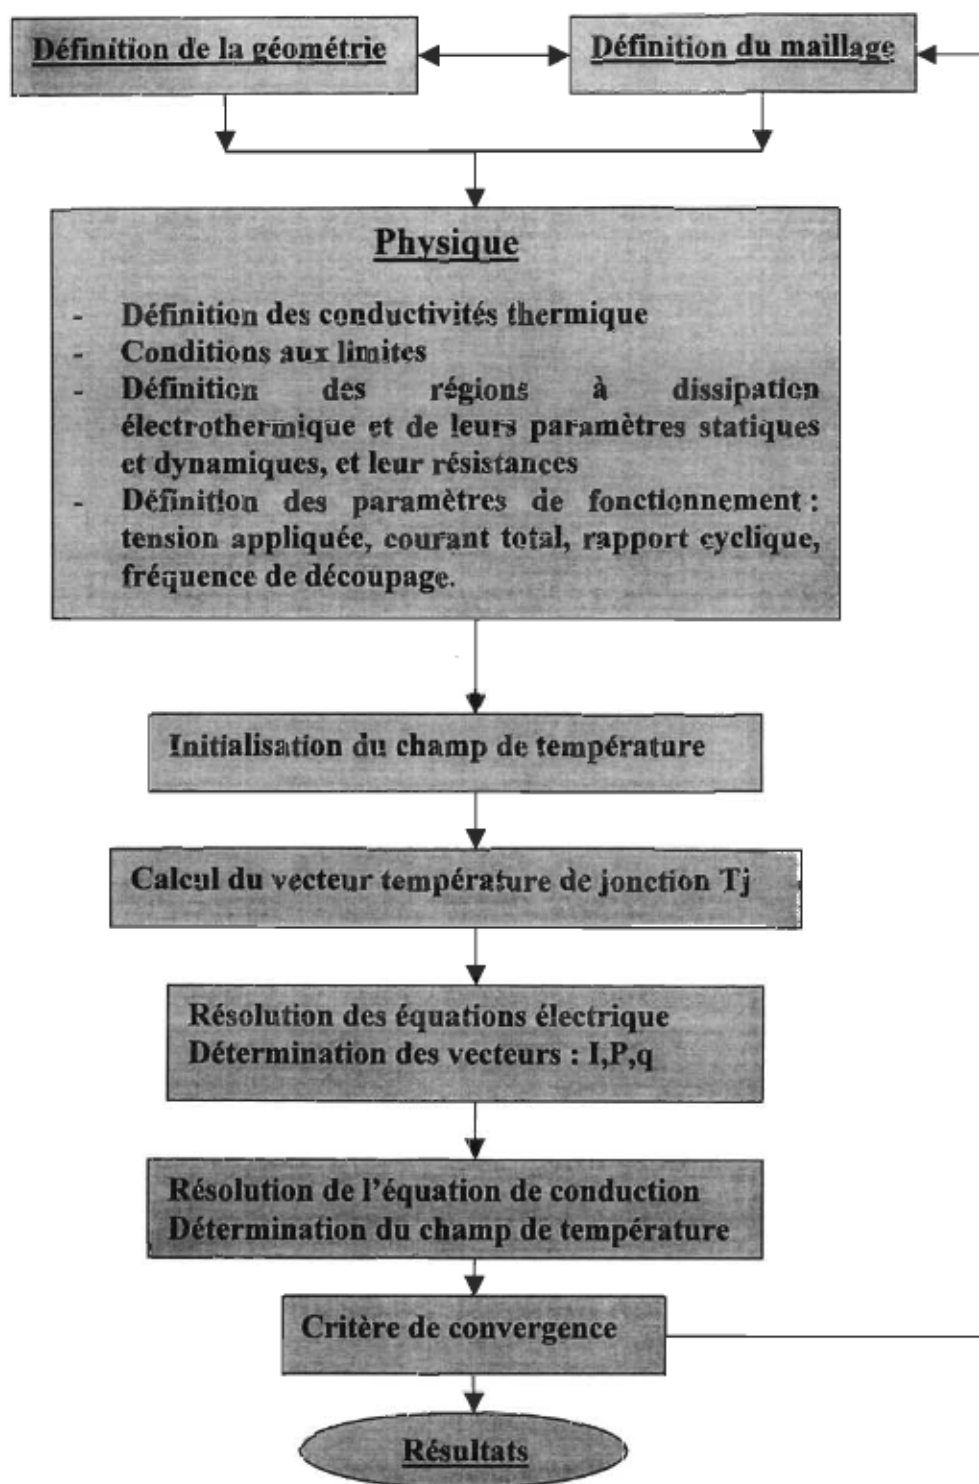 Définition de la géométrie
Définition du maillage
Physique
- Définition des conductivités thermique
- Conditions aux limites
- Définition des régions à dissipation
électrothermique et de leurs paramètres statiques
et dynamiques, et leur résistances
- Définition des paramètres de fonctionnement :
tension appliquée, courant total, rapport cyclique,
fréquence de découpage.
Initialisation du champ de température
Calcul du vecteur température de jonction Tj
Résolution des équations électrique
Détermination des vecteurs : I,P,q
Résolution de l'équation de conduction
Détermination du champ de température
Critère de convergence
Résultats